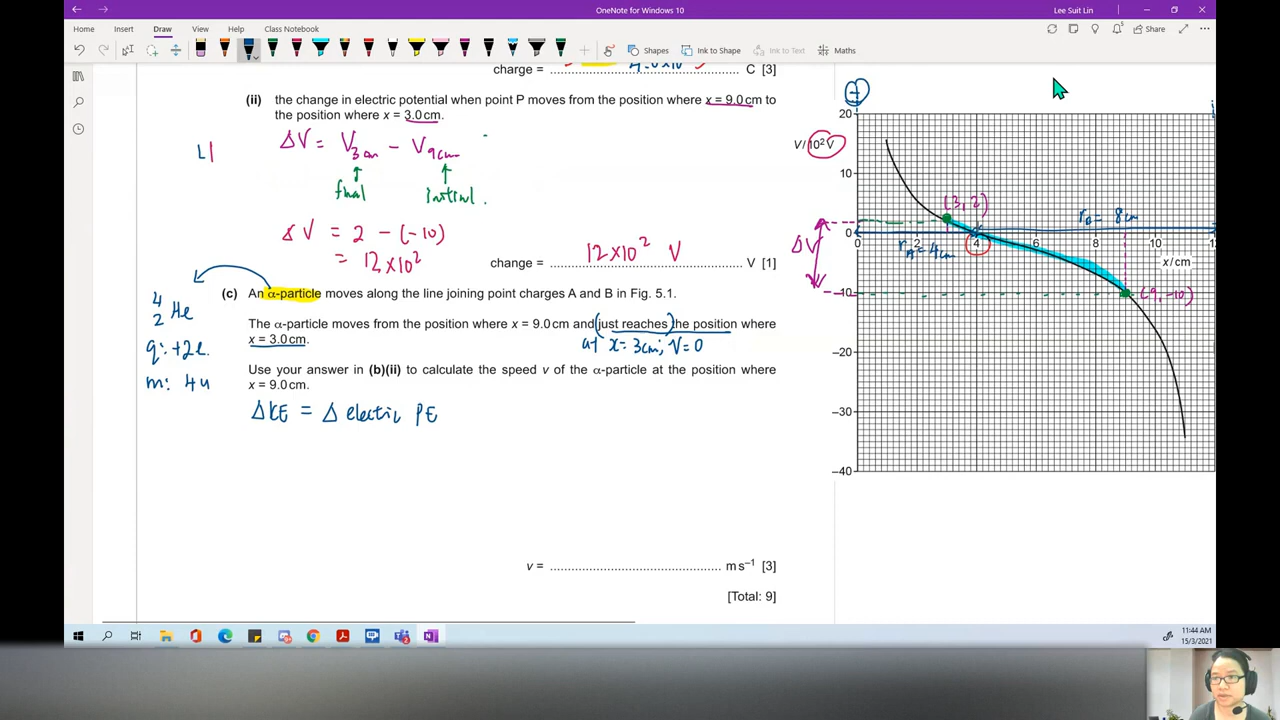 OneNote for Windows 10
Lee Suit Lin
Home Insert Draw View Help Class Notebook
Shapes Ink to Shape Ink to Text Maths Share
charge = C [3]
(ii) the change in electric potential when point P moves from the position where x = 9.0 cm to
the position where x = 3.0 cm.
ΔV = V3cm − V9cm
final initial.
ΔV = 2 − (−10)
= 12×10²
change = 12×10² V V [1]
(c) An α-particle moves along the line joining point charges A and B in Fig. 5.1.
4 2 He
The α-particle moves from the position where x = 9.0 cm and (just reaches) the position where
x = 3.0 cm.
at x = 3cm; V = 0
q: +2e.
m: 4u
Use your answer in (b)(ii) to calculate the speed v of the α-particle at the position where
x = 9.0 cm.
ΔKE = Δ electric PE
v = m s–1 [3]
[Total: 9]
+
20
V / 10² V
10
(3, 2)
rB = 8cm
ΔV
0
0 2 4 6 8 10 12
rA = 4cm
x / cm
−10
(9, −10)
−20
−30
−40
11:44 AM
15/3/2021